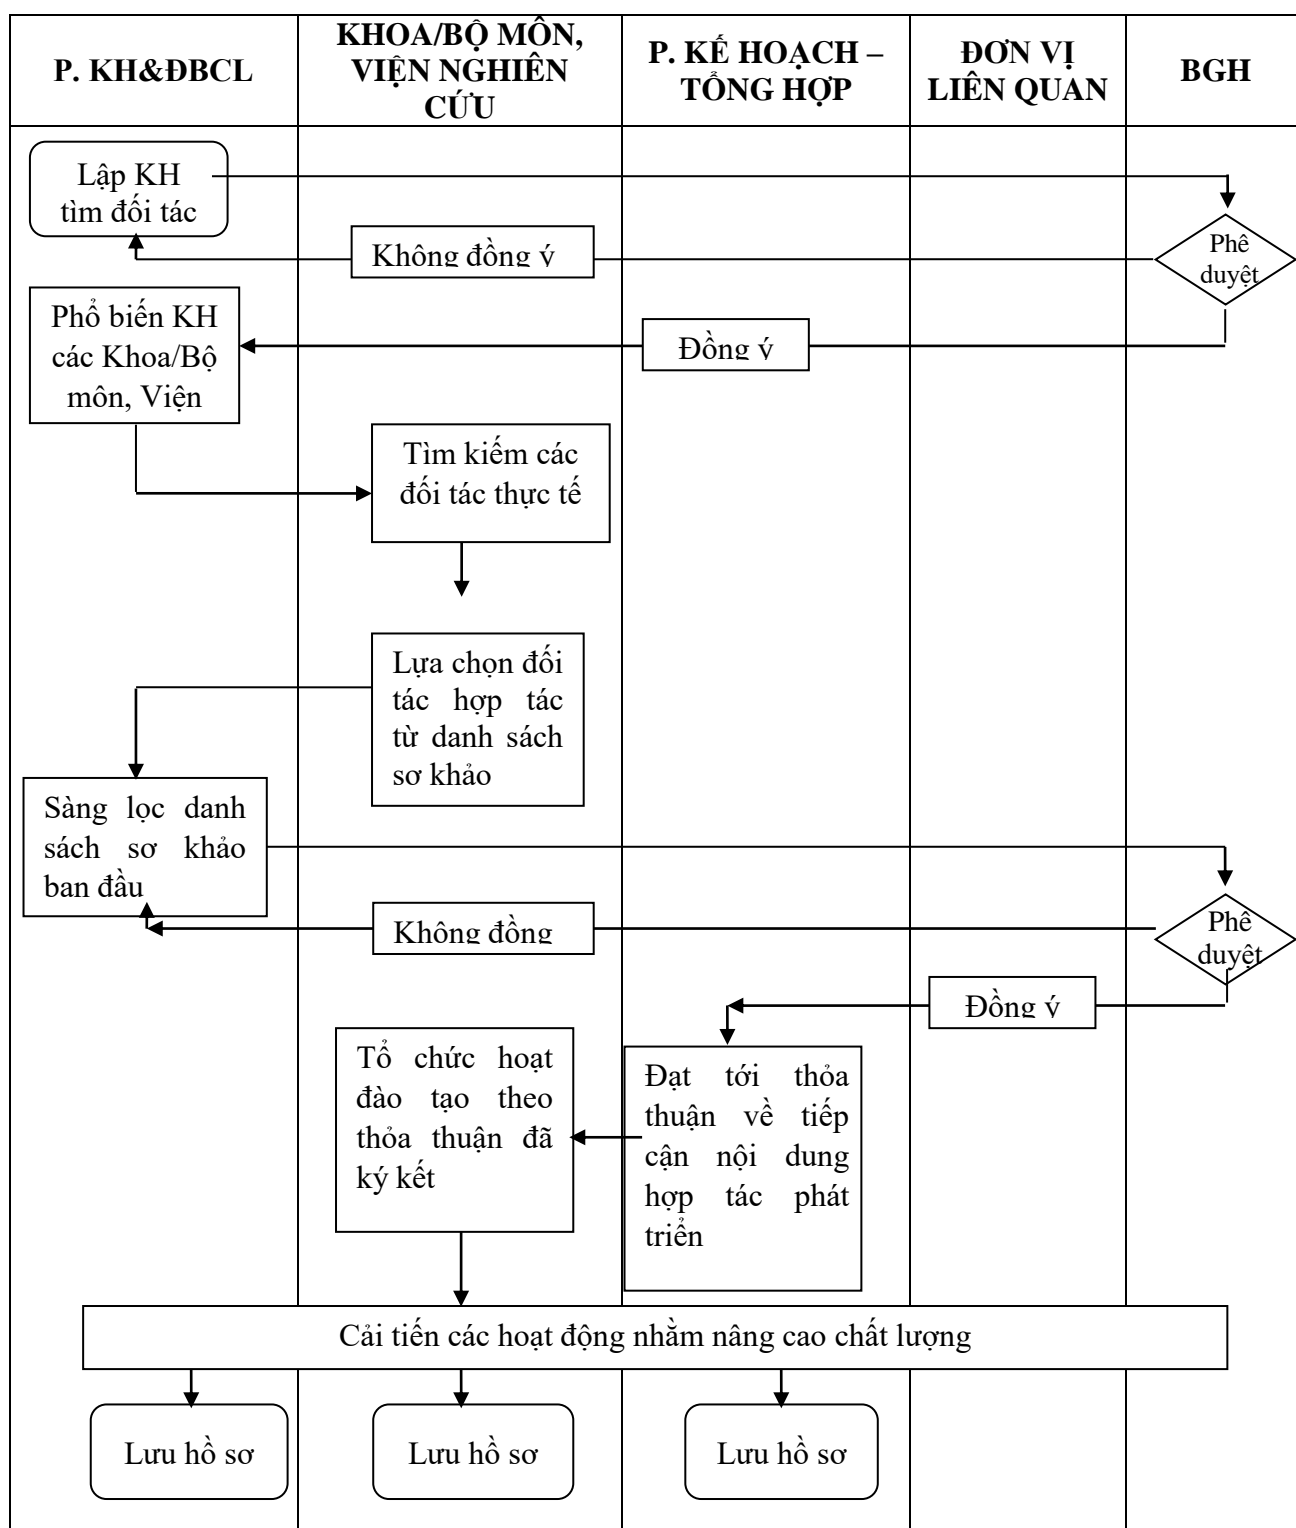 P. KH&ĐBCL
KHOA/BỘ MÔN,
VIỆN NGHIÊN
CỨU
P. KẾ HOẠCH –
TỔNG HỢP
ĐƠN VỊ
LIÊN QUAN
BGH
Lập KH
tìm đối tác
Phê
duyệt
Không đồng ý
Phổ biến KH
các Khoa/Bộ
môn, Viện
Đồng ý
Tìm kiếm các
đối tác thực tế
Lựa chọn đối
tác hợp tác
từ danh sách
sơ khảo
Sàng lọc danh
sách sơ khảo
ban đầu
Phê
duyệt
Không đồng
Đồng ý
Tổ chức hoạt
đào tạo theo
thỏa thuận đã
ký kết
Đạt tới thỏa
thuận về tiếp
cận nội dung
hợp tác phát
triển
Cải tiến các hoạt động nhằm nâng cao chất lượng
Lưu hồ sơ
Lưu hồ sơ
Lưu hồ sơ